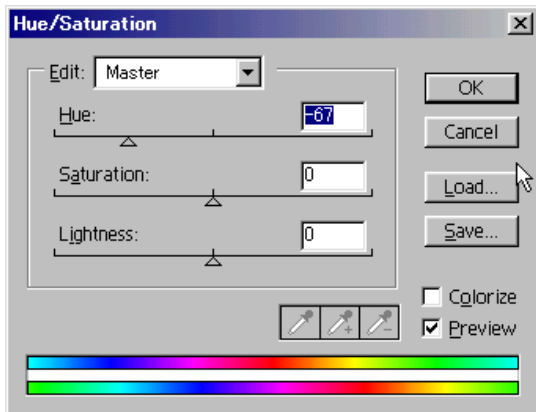 Hue/Saturation
Edit: Master
OK
Hue: -67
Cancel
Saturation: 0
Load...
Lightness: 0
Save...
Colorize
Preview